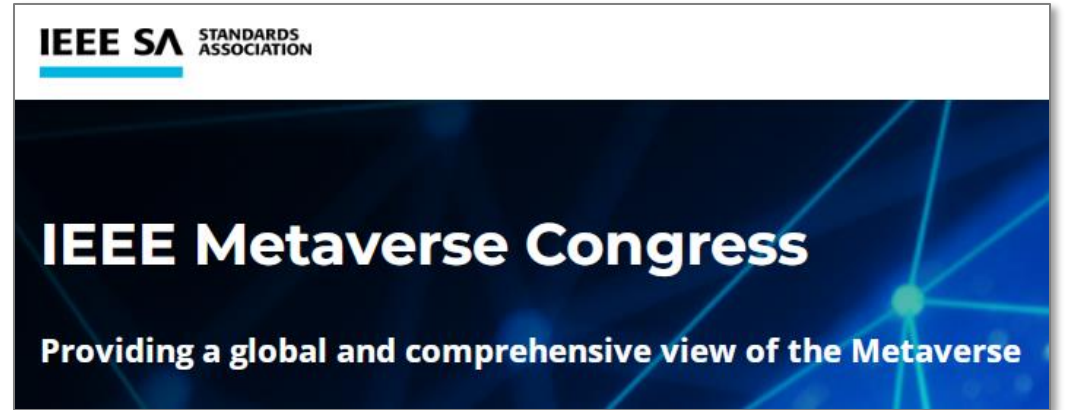 IEEE SA STANDARDS
ASSOCIATION
IEEE Metaverse Congress
Providing a global and comprehensive view of the Metaverse